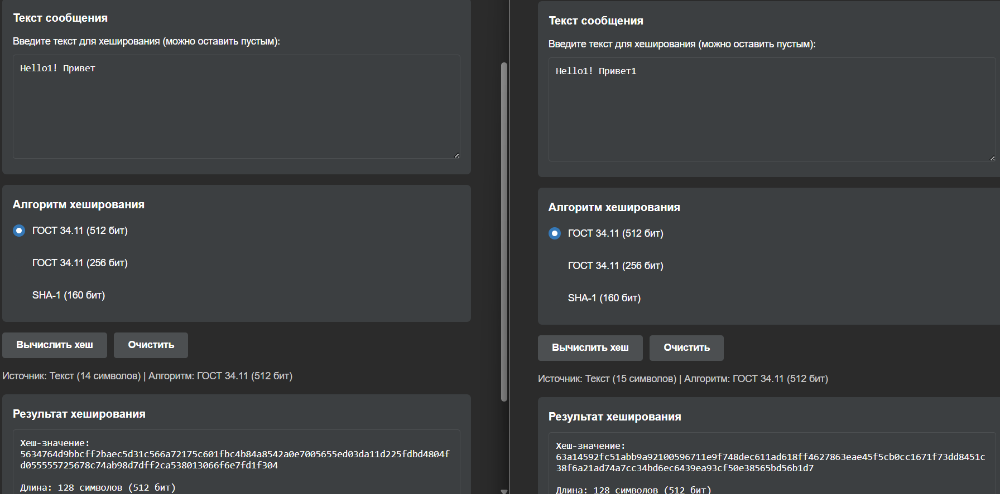 Текст сообщения
Введите текст для хеширования (можно оставить пустым):
Hello1! Привет
Алгоритм хеширования
ГОСТ 34.11 (512 бит)
ГОСТ 34.11 (256 бит)
SHA-1 (160 бит)
Вычислить хеш
Очистить
Источник: Текст (14 символов) | Алгоритм: ГОСТ 34.11 (512 бит)
Результат хеширования
Хеш-значение:
5634764d9bbcff2baec5d31c566a72175c601fbc4b84a8542a0e7005655ed03da11d225fdbd4804f
d055555725678c74ab98d7dff2ca538013066f6e7fd1f304
Длина: 128 символов (512 бит)
Текст сообщения
Введите текст для хеширования (можно оставить пустым):
Hello1! Привет1
Алгоритм хеширования
ГОСТ 34.11 (512 бит)
ГОСТ 34.11 (256 бит)
SHA-1 (160 бит)
Вычислить хеш
Очистить
Источник: Текст (15 символов) | Алгоритм: ГОСТ 34.11 (512 бит)
Результат хеширования
Хеш-значение:
63a14592fc51abb9a92100596711e9f748dec611ad618ff4627863eae45f5cb0cc1671f73dd8451c
38f6a21ad74a7cc34bd6ec6439ea93cf50e38565bd56b1d7
Длина: 128 символов (512 бит)